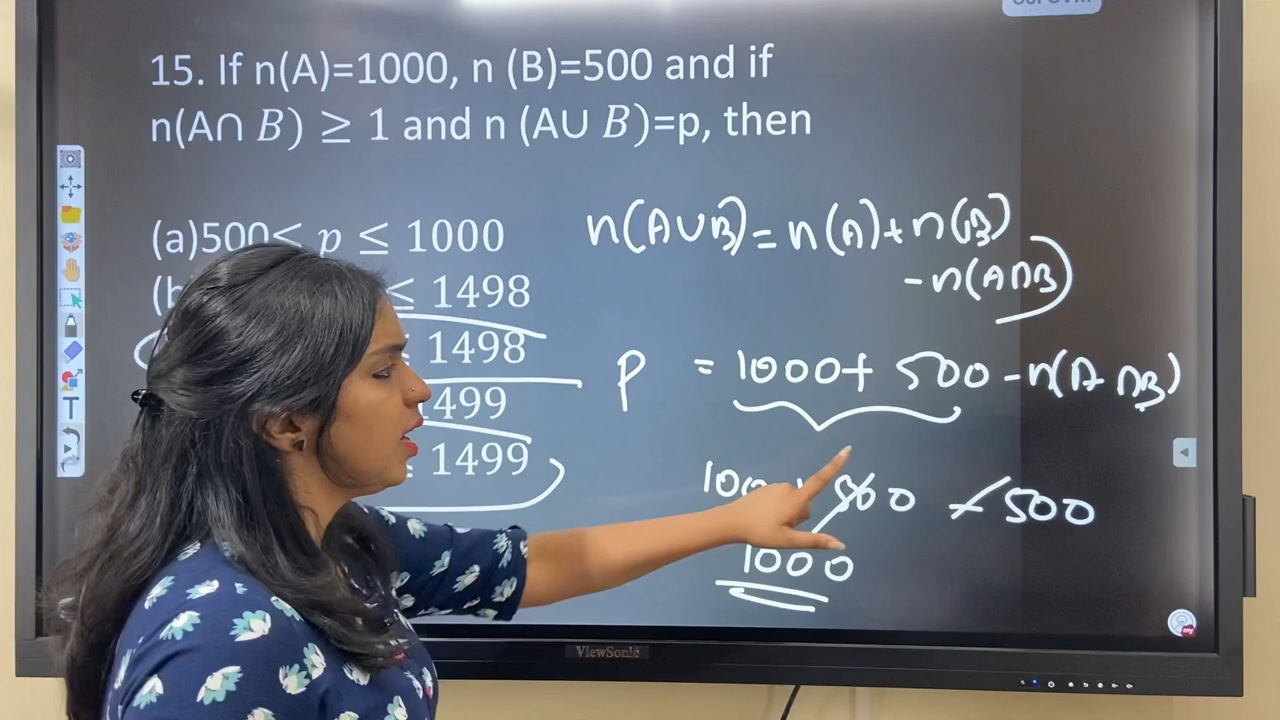 15. If n(A)=1000, n (B)=500 and if
n(A∩ B) ≥ 1 and n (A∪ B)=p, then
(a)500≤ p ≤ 1000
(b ≤ 1498
≤ 1498
1499
≤ 1499
n(A∪B) = n(A)+n(B)
-n(A∩B)
P = 1000+ 500 -n(A∩B)
500 - 500
1000
T
ViewSonic